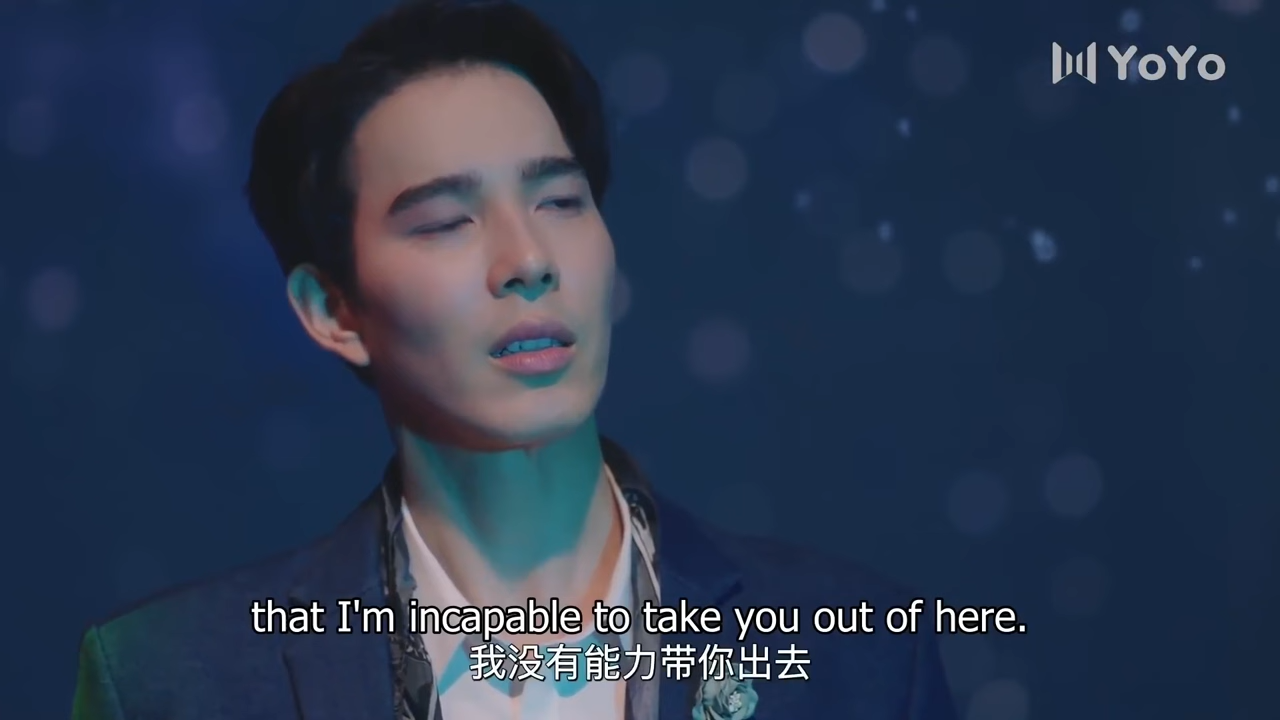 YoYo
that I'm incapable to take you out of here.
我没有能力带你出去